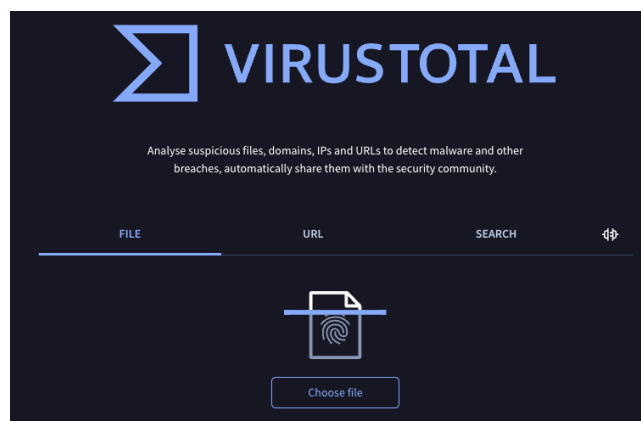 VIRUSTOTAL
Analyse suspicious files, domains, IPs and URLs to detect malware and other
breaches, automatically share them with the security community.
FILE URL SEARCH
Choose file